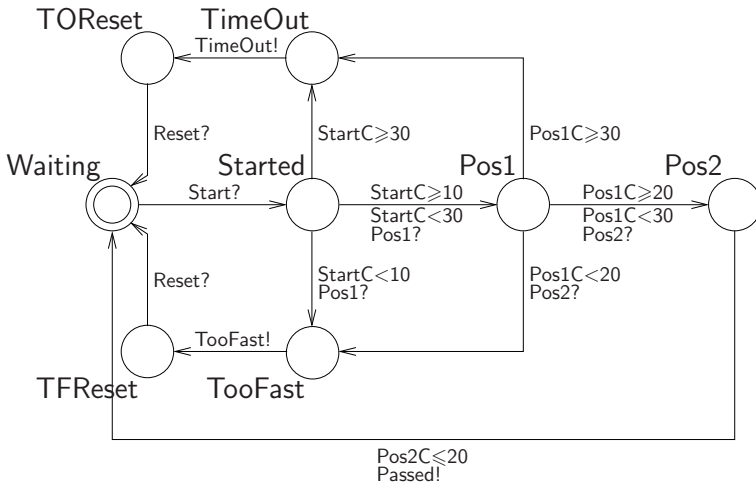 TOReset
TimeOut
TimeOut!
Reset?
StartC⩾30
Pos1C⩾30
Waiting
Started
Pos1
Pos2
Start?
StartC⩾10
StartC<30
Pos1?
Pos1C⩾20
Pos1C<30
Pos2?
Reset?
StartC<10
Pos1?
Pos1C<20
Pos2?
TooFast!
TFReset
TooFast
Pos2C⩽20
Passed!